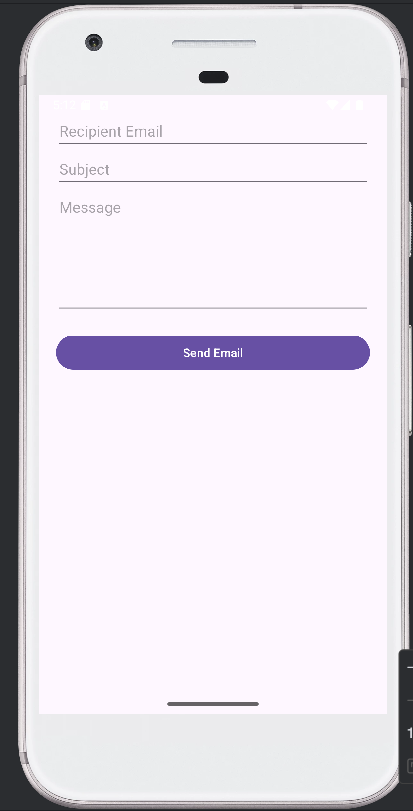 Recipient Email
Subject
Message
Send Email